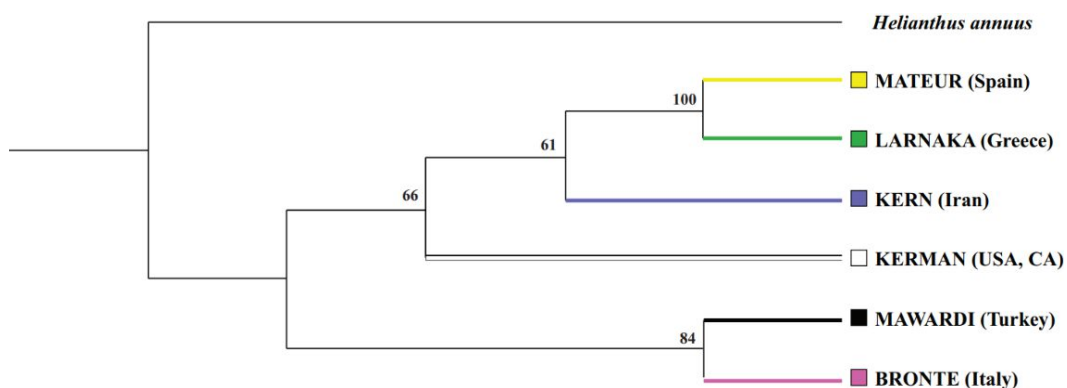 Helianthus annuus
MATEUR (Spain)
100
LARNAKA (Greece)
61
KERN (Iran)
66
KERMAN (USA, CA)
MAWARDI (Turkey)
84
BRONTE (Italy)